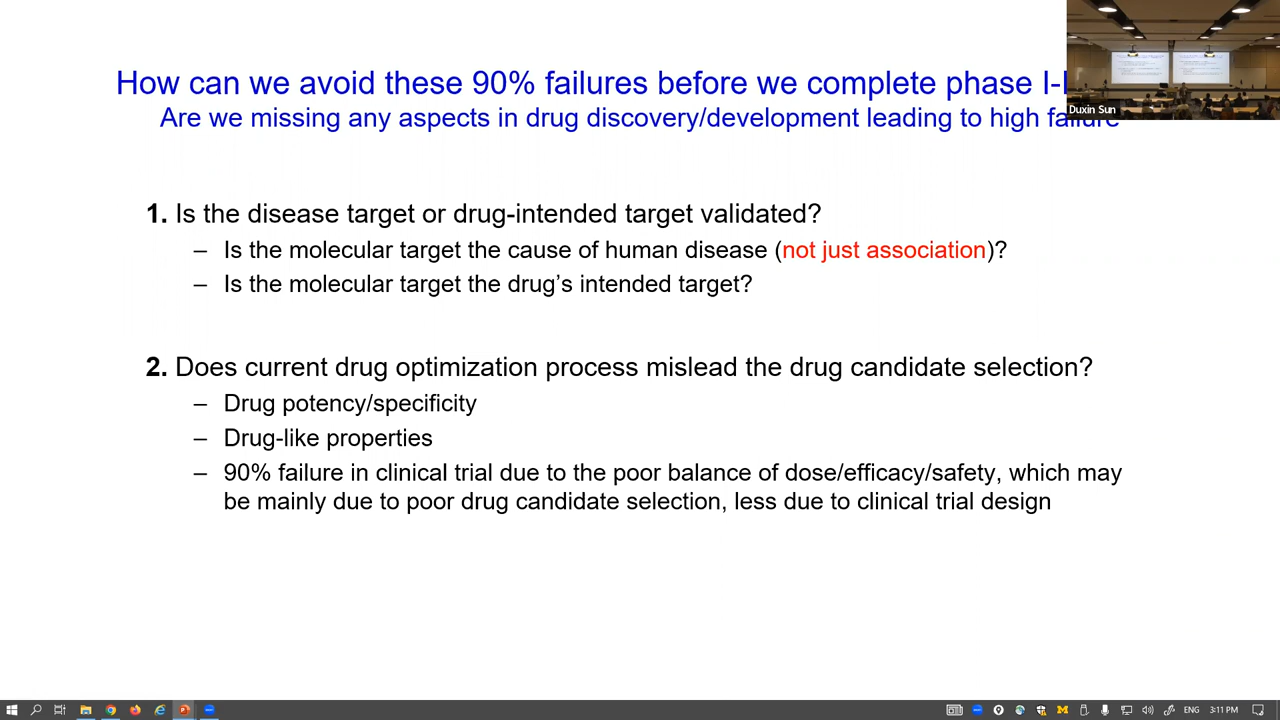 How can we avoid these 90% failures before we complete phase I-
Are we missing any aspects in drug discovery/development leading to high failure
Duxin Sun
1. Is the disease target or drug-intended target validated?
– Is the molecular target the cause of human disease (not just association)?
– Is the molecular target the drug's intended target?
2. Does current drug optimization process mislead the drug candidate selection?
– Drug potency/specificity
– Drug-like properties
– 90% failure in clinical trial due to the poor balance of dose/efficacy/safety, which may
be mainly due to poor drug candidate selection, less due to clinical trial design
ENG
3:11 PM